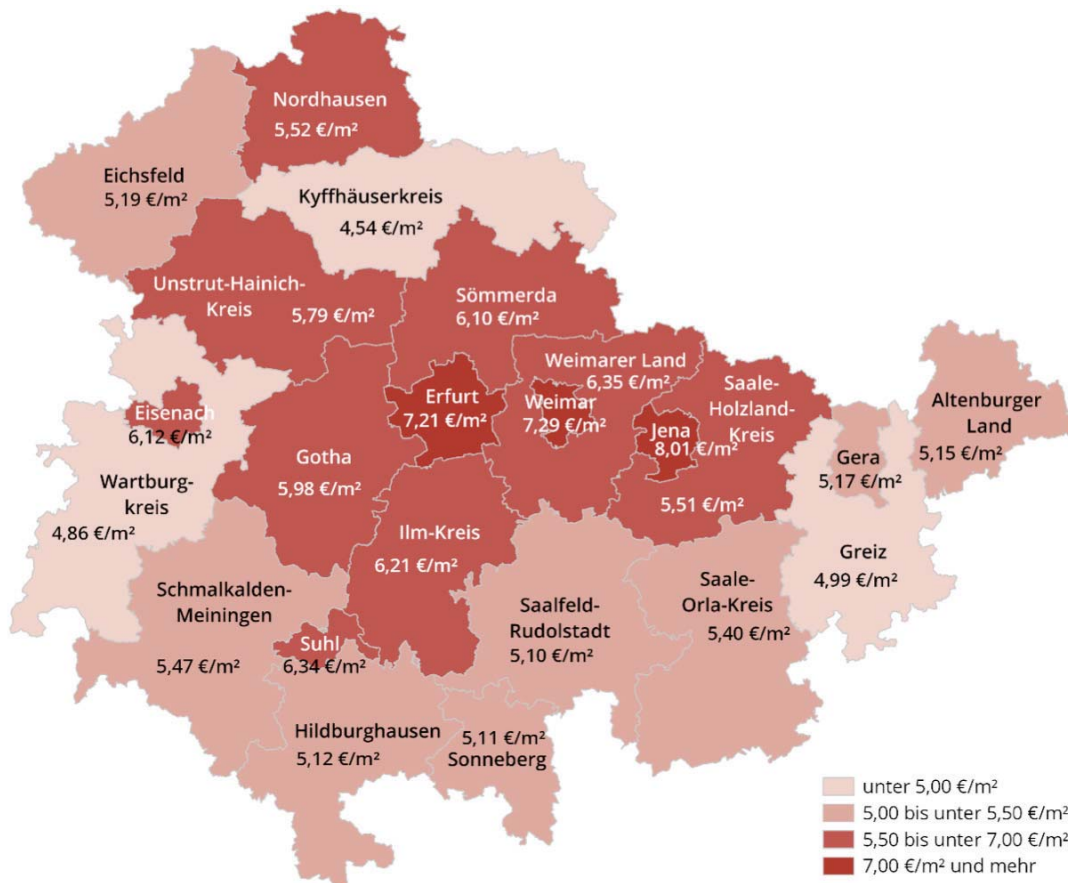 Nordhausen
5,52 €/m²
Eichsfeld
5,19 €/m²
Kyffhäuserkreis
4,54 €/m²
Unstrut-Hainich-
Kreis
5,79 €/m²
Sömmerda
6,10 €/m²
Weimarer Land
6,35 €/m²
Eisenach
6,12 €/m²
Erfurt
7,21 €/m²
Weimar
7,29 €/m²
Jena
8,01 €/m²
Saale-
Holzland-
Kreis
5,51 €/m²
Altenburger
Land
5,15 €/m²
Gera
5,17 €/m²
Gotha
5,98 €/m²
Wartburg-
kreis
4,86 €/m²
Ilm-Kreis
6,21 €/m²
Greiz
4,99 €/m²
Schmalkalden-
Meiningen
5,47 €/m²
Suhl
6,34 €/m²
Saalfeld-
Rudolstadt
5,10 €/m²
Saale-
Orla-Kreis
5,40 €/m²
Hildburghausen
5,12 €/m²
5,11 €/m²
Sonneberg
unter 5,00 €/m²
5,00 bis unter 5,50 €/m²
5,50 bis unter 7,00 €/m²
7,00 €/m² und mehr